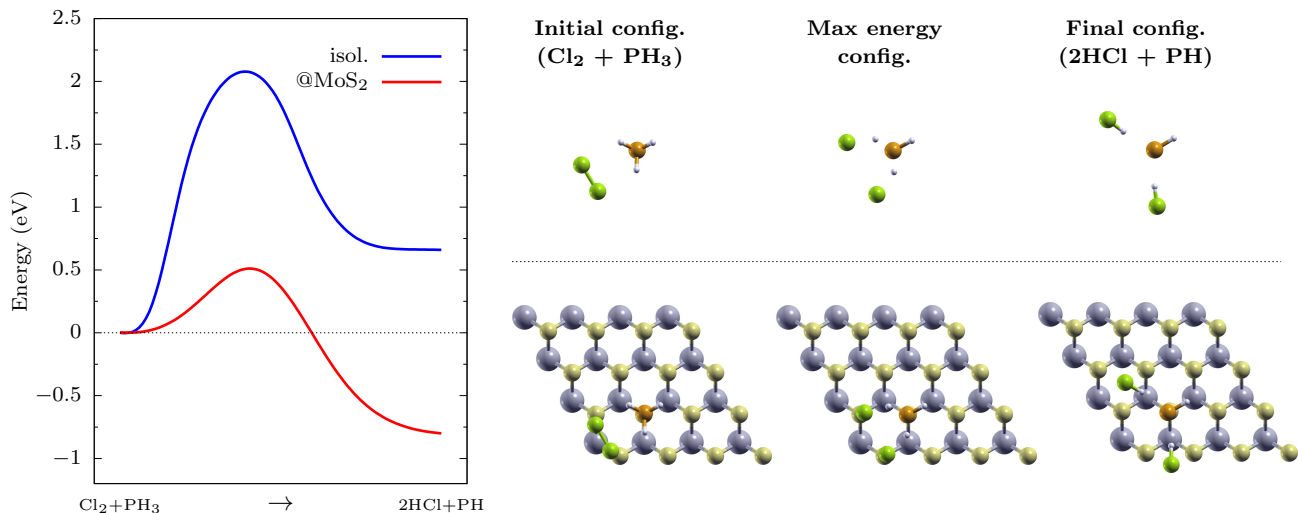 2.5
2
1.5
1
0.5
0
−0.5
−1
Energy (eV)
isol.
@MoS₂
Cl₂+PH₃
→
2HCl+PH
Initial config.
(Cl₂ + PH₃)
Max energy
config.
Final config.
(2HCl + PH)